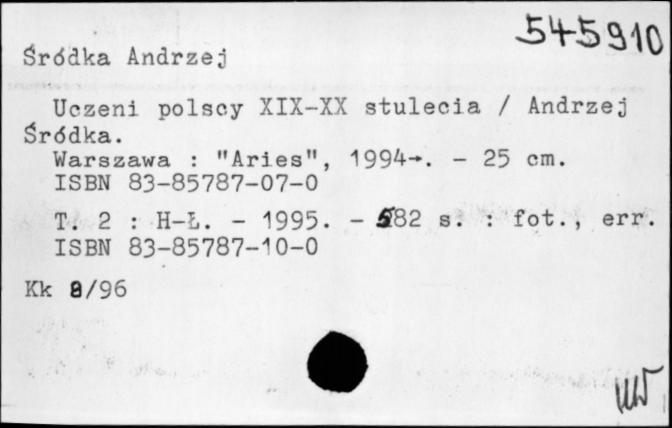 545910
Śródka Andrzej
Uczeni polscy XIX-XX stulecia / Andrzej
Śródka.
Warszawa : "Aries", 1994→. - 25 cm.
ISBN 83-85787-07-0
T. 2 : H-Ł. - 1995. - 582 s. : fot., err.
ISBN 83-85787-10-0
Kk 8/96